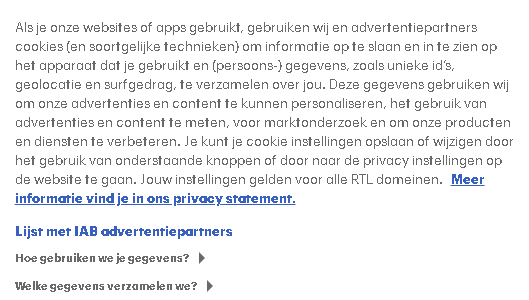 Als je onze websites of apps gebruikt, gebruiken wij en advertentiepartners
cookies (en soortgelijke technieken) om informatie op te slaan en in te zien op
het apparaat dat je gebruikt en (persoons-) gegevens, zoals unieke id's,
geolocatie en surfgedrag, te verzamelen over jou. Deze gegevens gebruiken wij
om onze advertenties en content te kunnen personaliseren, het gebruik van
advertenties en content te meten, voor marktonderzoek en om onze producten
en diensten te verbeteren. Je kunt je cookie instellingen opslaan of wijzigen door
het gebruik van onderstaande knoppen of door naar de privacy instellingen op
de website te gaan. Jouw instellingen gelden voor alle RTL domeinen. Meer
informatie vind je in ons privacy statement.
Lijst met IAB advertentiepartners
Hoe gebruiken we je gegevens?
Welke gegevens verzamelen we?